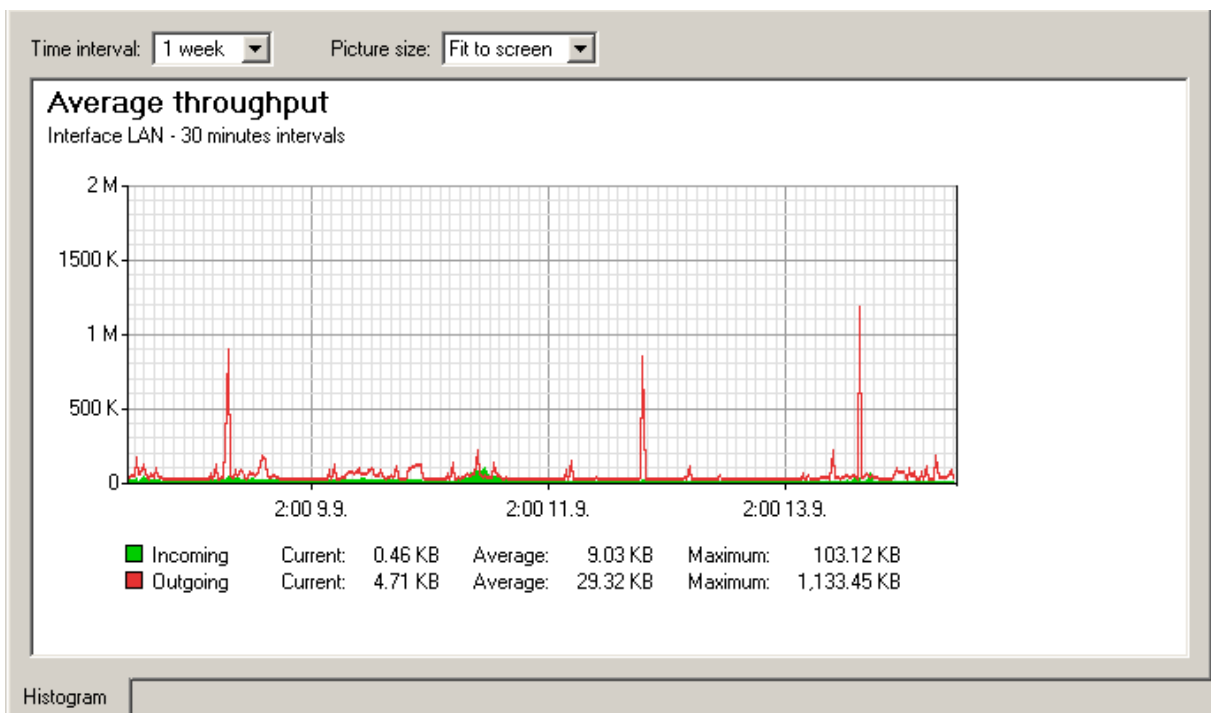 Time interval: 1 week Picture size: Fit to screen
Average throughput
Interface LAN - 30 minutes intervals
2 M
1500 K
1 M
500 K
0
2:00 9.9. 2:00 11.9. 2:00 13.9.
Incoming Current: 0.46 KB Average: 9.03 KB Maximum: 103.12 KB
Outgoing Current: 4.71 KB Average: 29.32 KB Maximum: 1,133.45 KB
Histogram